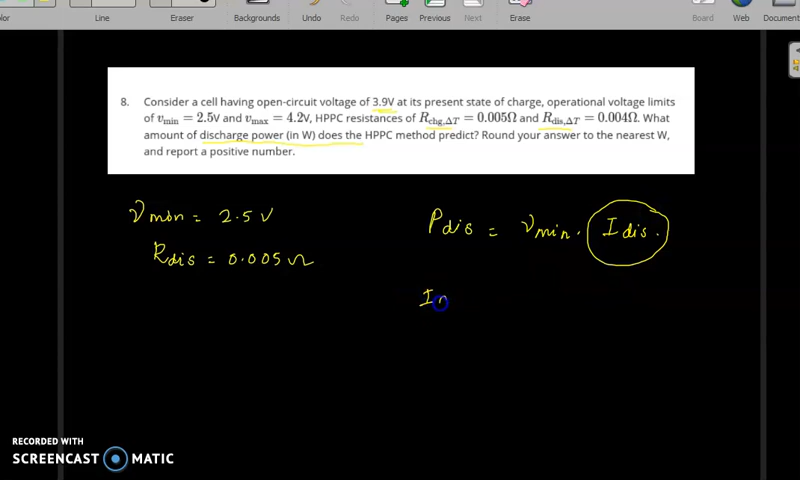 olor
Line
Eraser
Backgrounds
Undo
Redo
Pages
Previous
Next
Erase
Board
Web
Document
8. Consider a cell having open-circuit voltage of 3.9V at its present state of charge, operational voltage limits
of vmin = 2.5V and vmax = 4.2V, HPPC resistances of Rchg,ΔT = 0.005Ω and Rdis,ΔT = 0.004Ω. What
amount of discharge power (in W) does the HPPC method predict? Round your answer to the nearest W,
and report a positive number.
Vmin = 2.5 V
Pdis = Vmin. Idis.
Rdis = 0.005 Ω
I
RECORDED WITH
SCREENCAST MATIC